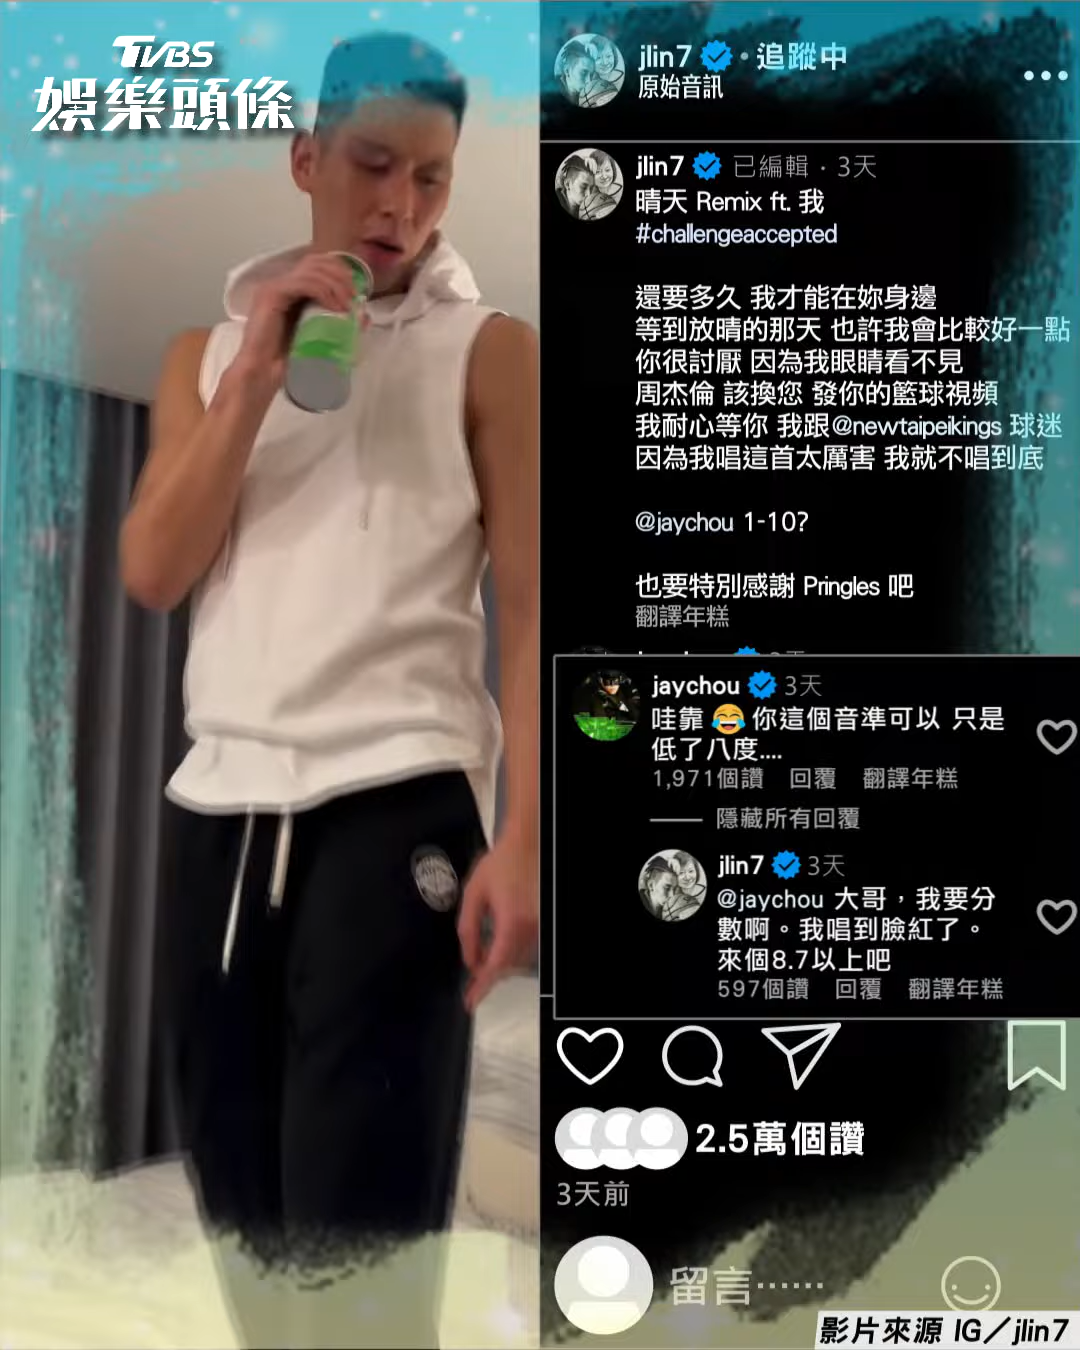 TVBS
娛樂頭條
jlin7 • 追蹤中
原始音訊
jlin7 已編輯・3天
晴天 Remix ft. 我
#challengeaccepted
還要多久 我才能在妳身邊
等到放晴的那天 也許我會比較好一點
你很討厭 因為我眼睛看不見
周杰倫 該換您 發你的籃球視頻
我耐心等你 我跟@newtaipeikings 球迷
因為我唱這首太厲害 我就不唱到底
@jaychou 1-10?
也要特別感謝 Pringles 吧
翻譯年糕
jaychou 3天
哇靠 😂 你這個音準可以 只是
低了八度....
1,971個讚 回覆 翻譯年糕
隱藏所有回覆
jlin7 3天
@jaychou 大哥，我要分
數啊。我唱到臉紅了。
來個8.7以上吧
597個讚 回覆 翻譯年糕
2.5萬個讚
3天前
留言……
影片來源 IG／jlin7